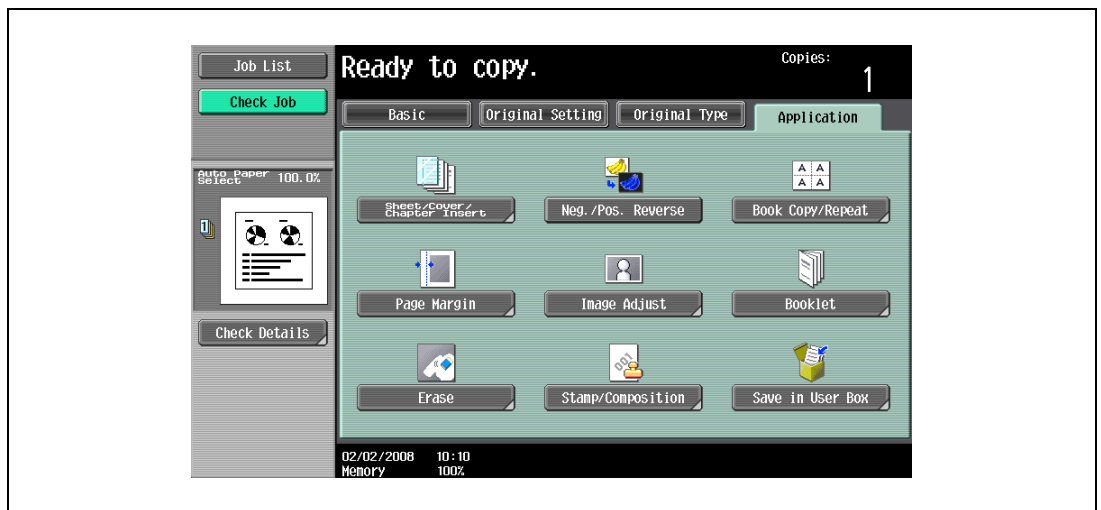 Job List
Check Job
Ready to copy.
Copies:
1
Basic
Original Setting
Original Type
Application
Auto Paper
Select
100.0%
1
Sheet/Cover/
Chapter Insert
Neg./Pos. Reverse
A A
A A
Book Copy/Repeat
Page Margin
Image Adjust
Booklet
Check Details
001
Erase
Stamp/Composition
Save in User Box
02/02/2008 10:10
Memory 100%